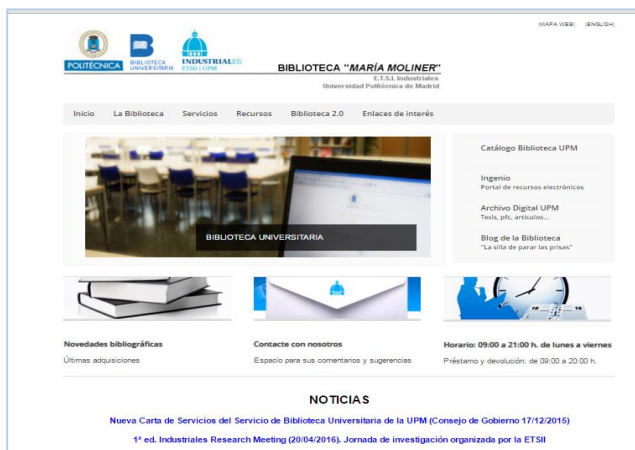 |MAPA WEB| |ENGLISH|
POLITÉCNICA
BIBLIOTECA
UNIVERSITARIA
INDUSTRIALES
ETSII | UPM
BIBLIOTECA "MARÍA MOLINER"
E.T.S.I. Industriales
Universidad Politécnica de Madrid
Inicio La Biblioteca Servicios Recursos Biblioteca 2.0 Enlaces de interés
BIBLIOTECA UNIVERSITARIA
Catálogo Biblioteca UPM
Ingenio
Portal de recursos electrónicos
Archivo Digital UPM
Tesis, pfc, artículos...
Blog de la Biblioteca
"La silla de parar las prisas"
Novedades bibliográficas
Últimas adquisiciones
Contacte con nosotros
Espacio para sus comentarios y sugerencias
Horario: 09:00 a 21:00 h. de lunes a viernes
Préstamo y devolución: de 09:00 a 20:00 h.
NOTICIAS
Nueva Carta de Servicios del Servicio de Biblioteca Universitaria de la UPM (Consejo de Gobierno 17/12/2015)
1ª ed. Industriales Research Meeting (20/04/2016). Jornada de investigación organizada por la ETSII